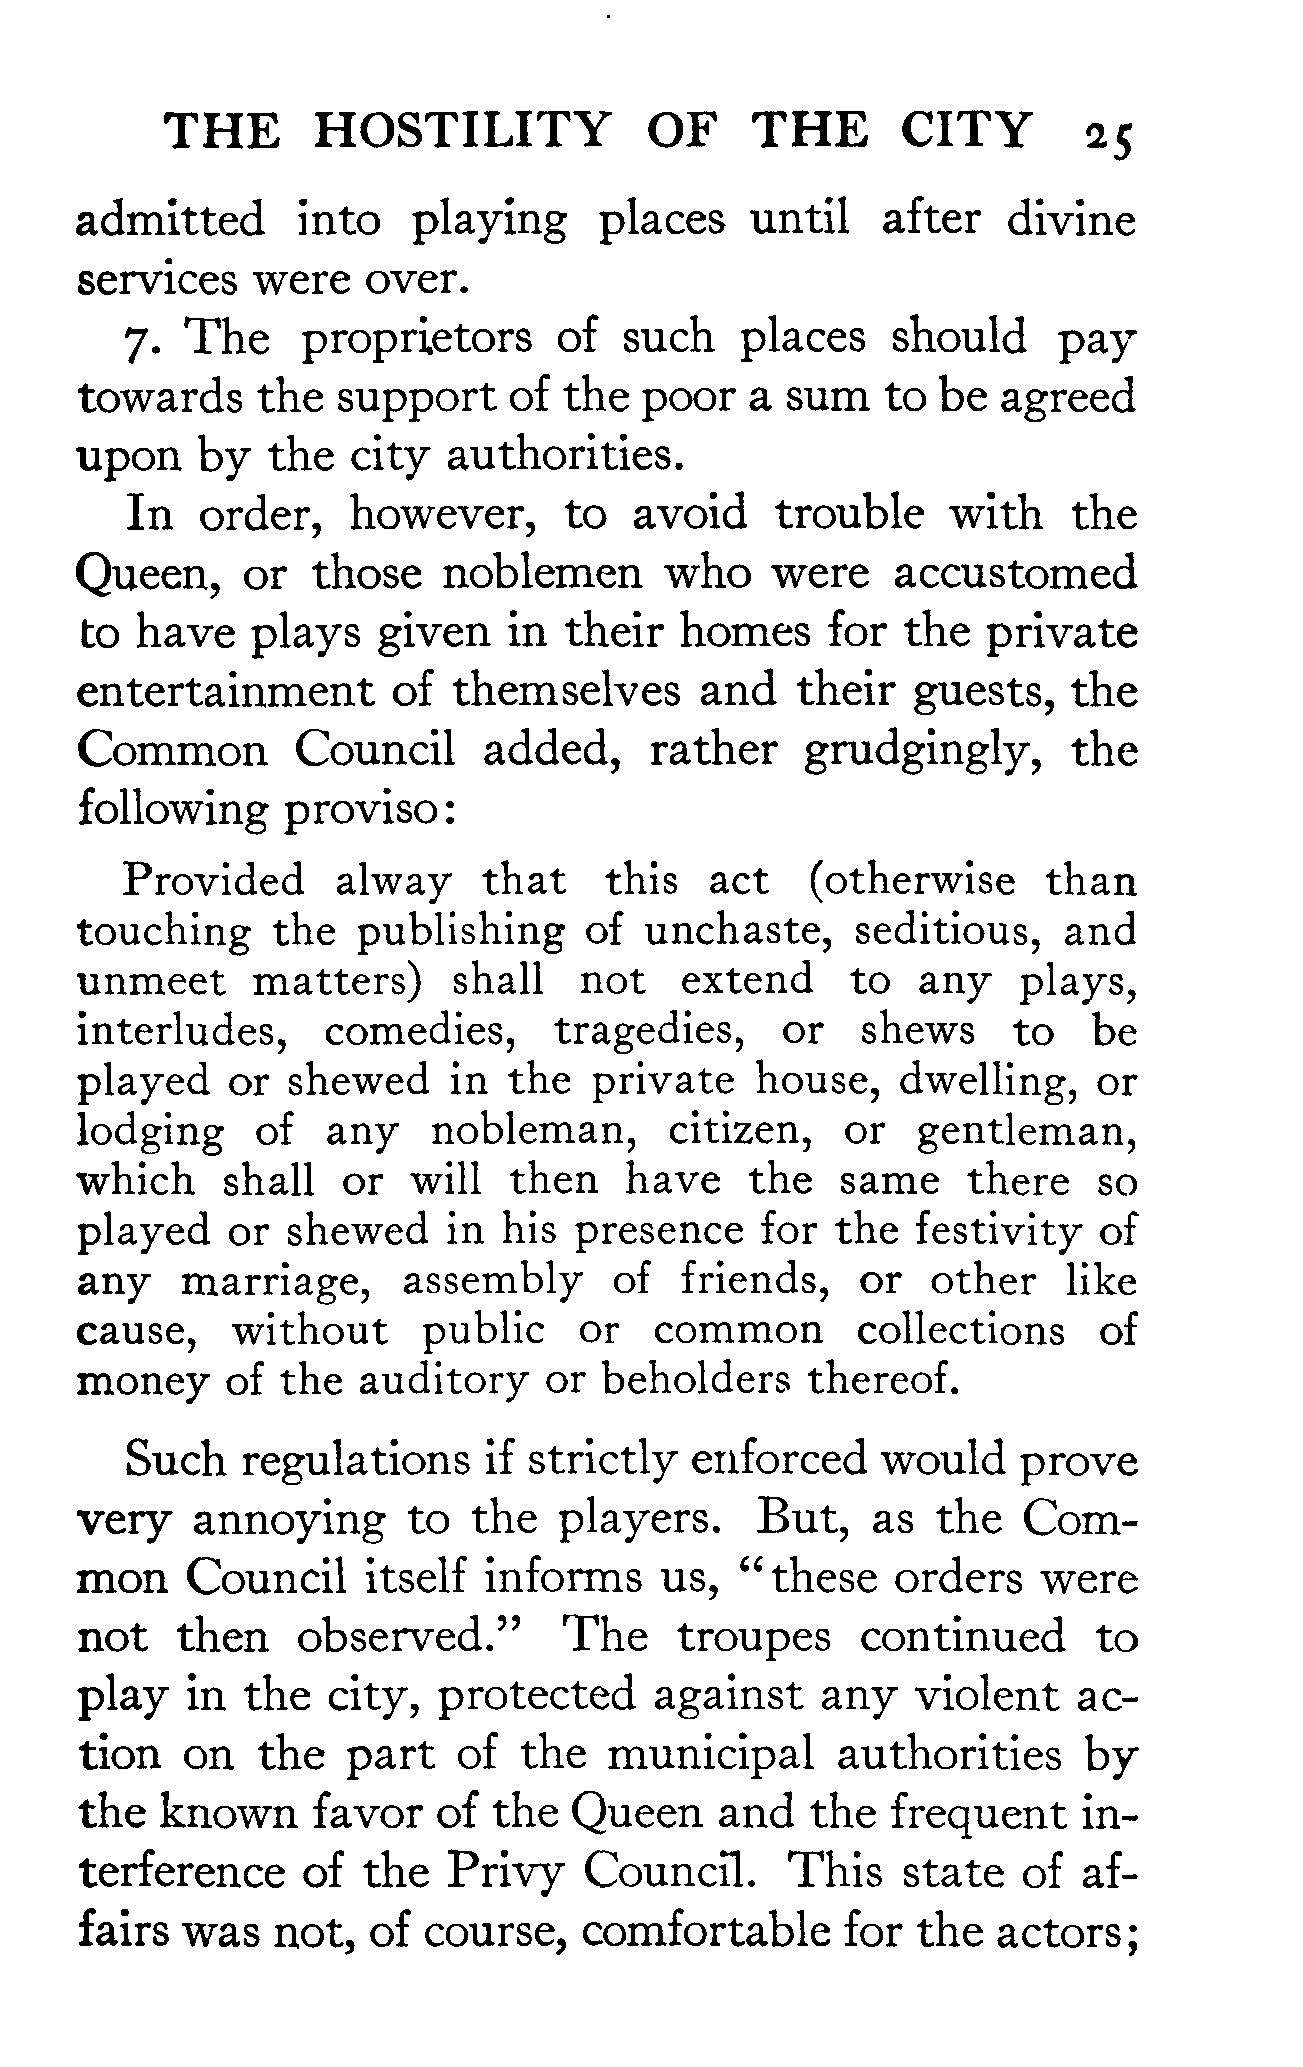 THE HOSTILITY OF THE CITY 25
admitted into playing places until after divine
services were over.
7. The proprietors of such places should pay
towards the support of the poor a sum to be agreed
upon by the city authorities.
In order, however, to avoid trouble with the
Queen, or those noblemen who were accustomed
to have plays given in their homes for the private
entertainment of themselves and their guests, the
Common Council added, rather grudgingly, the
following proviso:
Provided alway that this act (otherwise than
touching the publishing of unchaste, seditious, and
unmeet matters) shall not extend to any plays,
interludes, comedies, tragedies, or shews to be
played or shewed in the private house, dwelling, or
lodging of any nobleman, citizen, or gentleman,
which shall or will then have the same there so
played or shewed in his presence for the festivity of
any marriage, assembly of friends, or other like
cause, without public or common collections of
money of the auditory or beholders thereof.
Such regulations if strictly enforced would prove
very annoying to the players. But, as the Com-
mon Council itself informs us, "these orders were
not then observed." The troupes continued to
play in the city, protected against any violent ac-
tion on the part of the municipal authorities by
the known favor of the Queen and the frequent in-
terference of the Privy Council. This state of af-
fairs was not, of course, comfortable for the actors;